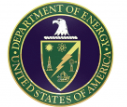 DEPARTMENT OF ENERGY
UNITED STATES OF AMERICA